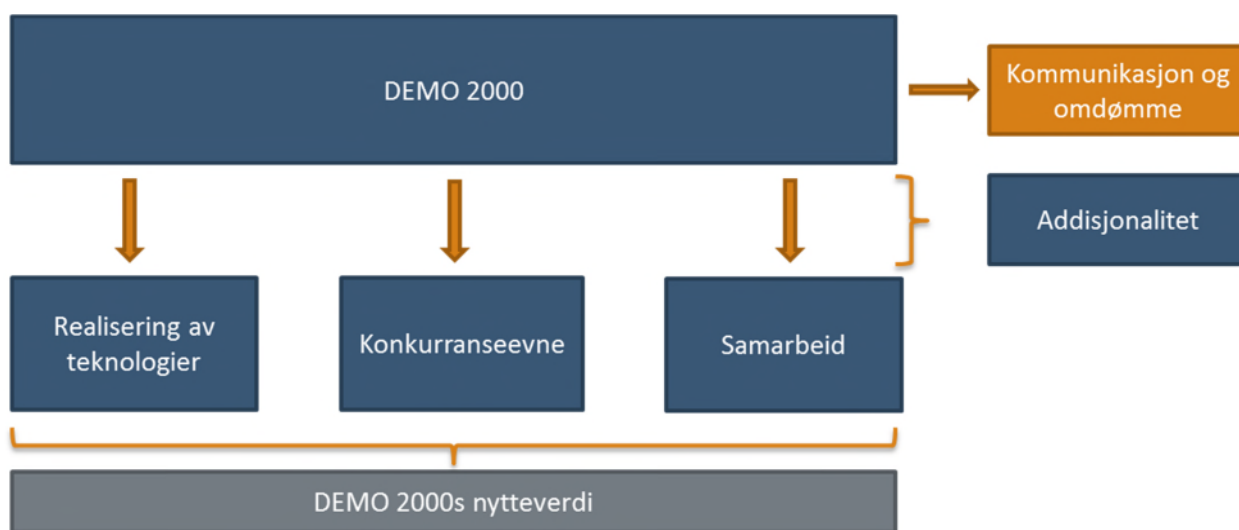 DEMO 2000
Kommunikasjon og
omdømme
Addisjonalitet
Realisering av
teknologier
Konkurranseevne
Samarbeid
DEMO 2000s nytteverdi